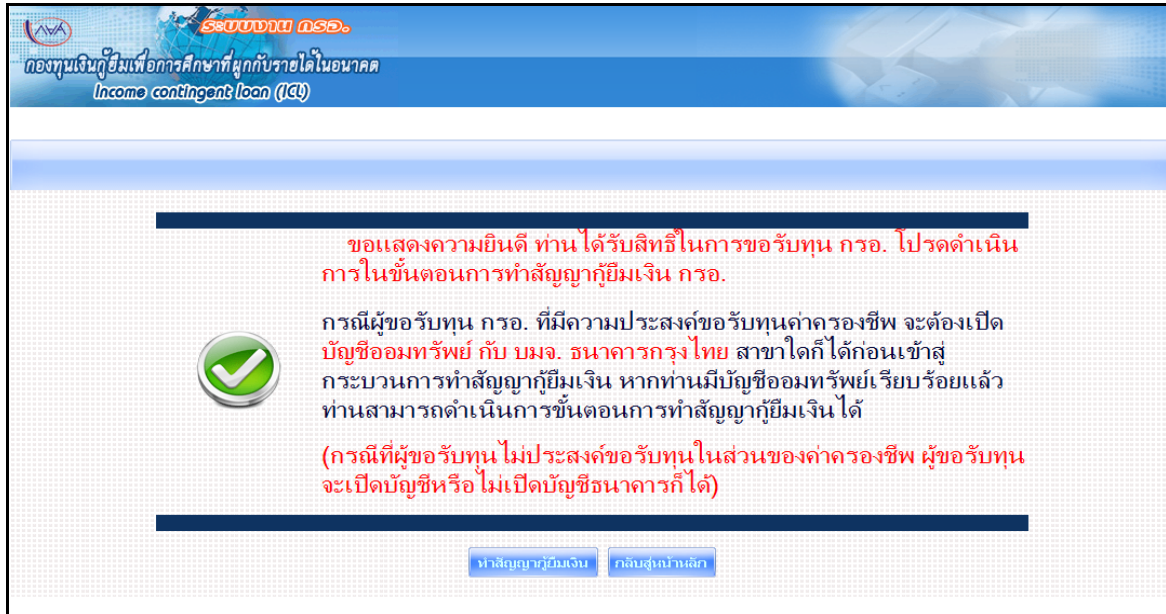 ระบบงาน กรอ.
กองทุนเงินกู้ยืมเพื่อการศึกษาที่ผูกกับรายได้ในอนาคต
Income contingent loan (ICL)
ขอแสดงความยินดี ท่านได้รับสิทธิ์ในการขอรับทุน กรอ. โปรดดำเนิน
การในขั้นตอนการทำสัญญากู้ยืมเงิน กรอ.
กรณีผู้ขอรับทุน กรอ. ที่มีความประสงค์ขอรับทุนค่าครองชีพ จะต้องเปิด
บัญชีออมทรัพย์ กับ บมจ. ธนาคารกรุงไทย สาขาใดก็ได้ก่อนเข้าสู่
กระบวนการทำสัญญากู้ยืมเงิน หากท่านมีบัญชีออมทรัพย์เรียบร้อยแล้ว
ท่านสามารถดำเนินการขั้นตอนการทำสัญญากู้ยืมเงินได้
(กรณีที่ผู้ขอรับทุนไม่ประสงค์ขอรับทุนในส่วนของค่าครองชีพ ผู้ขอรับทุน
จะเปิดบัญชีหรือไม่เปิดบัญชีธนาคารก็ได้)
ทำสัญญากู้ยืมเงิน กลับสู่หน้าหลัก